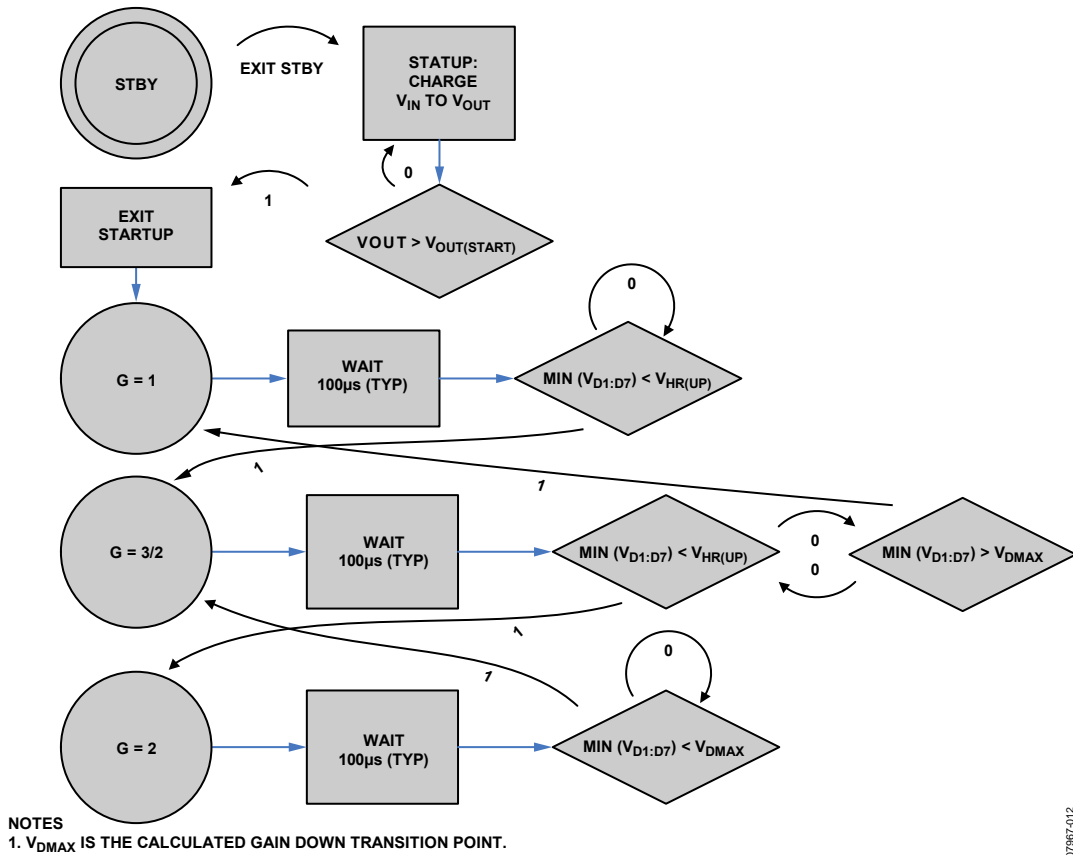 STBY
EXIT STBY
STATUP:
CHARGE
VIN TO VOUT
0
1
VOUT > VOUT(START)
EXIT
STARTUP
0
G = 1
WAIT
100µs (TYP)
MIN (VD1:D7) < VHR(UP)
1
1
G = 3/2
WAIT
100µs (TYP)
MIN (VD1:D7) < VHR(UP)
0
0
MIN (VD1:D7) > VDMAX
1
1
0
G = 2
WAIT
100µs (TYP)
MIN (VD1:D7) < VDMAX
NOTES
1. VDMAX IS THE CALCULATED GAIN DOWN TRANSITION POINT.
07967-012